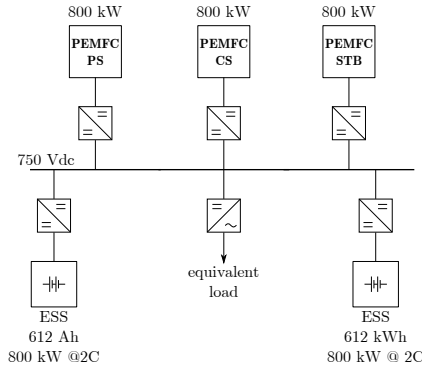 800 kW
800 kW
800 kW
PEMFC
PS
PEMFC
CS
PEMFC
STB
750 Vdc
equivalent
load
ESS
612 Ah
800 kW @2C
ESS
612 kWh
800 kW @ 2C